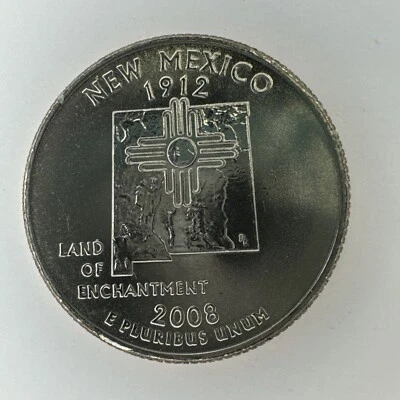 NEW MEXICO
1912
LAND
OF
ENCHANTMENT
2008
E PLURIBUS UNUM